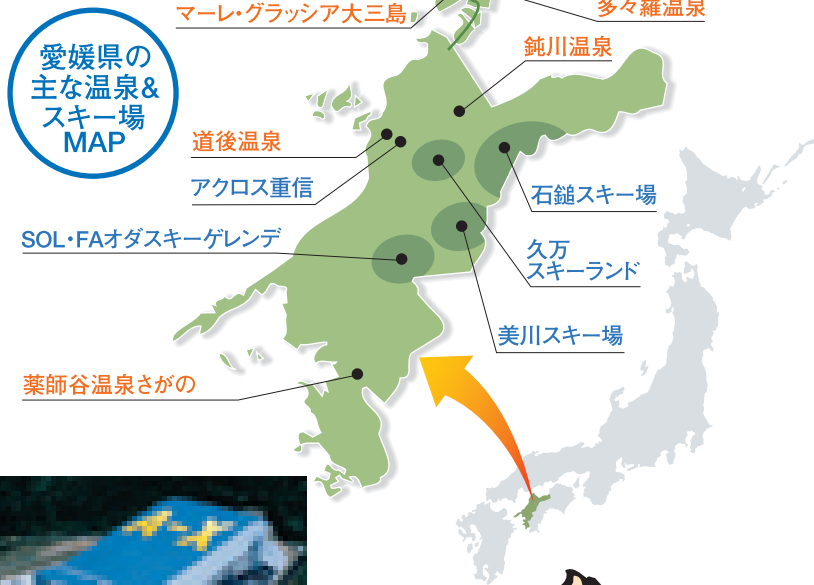 マーレ・グラッシア大三島
多々羅温泉
愛媛県の
主な温泉&
スキー場
MAP
鈍川温泉
道後温泉
アクロス重信
石鎚スキー場
SOL・FAオダスキーゲレンデ
久万
スキーランド
美川スキー場
薬師谷温泉さがの